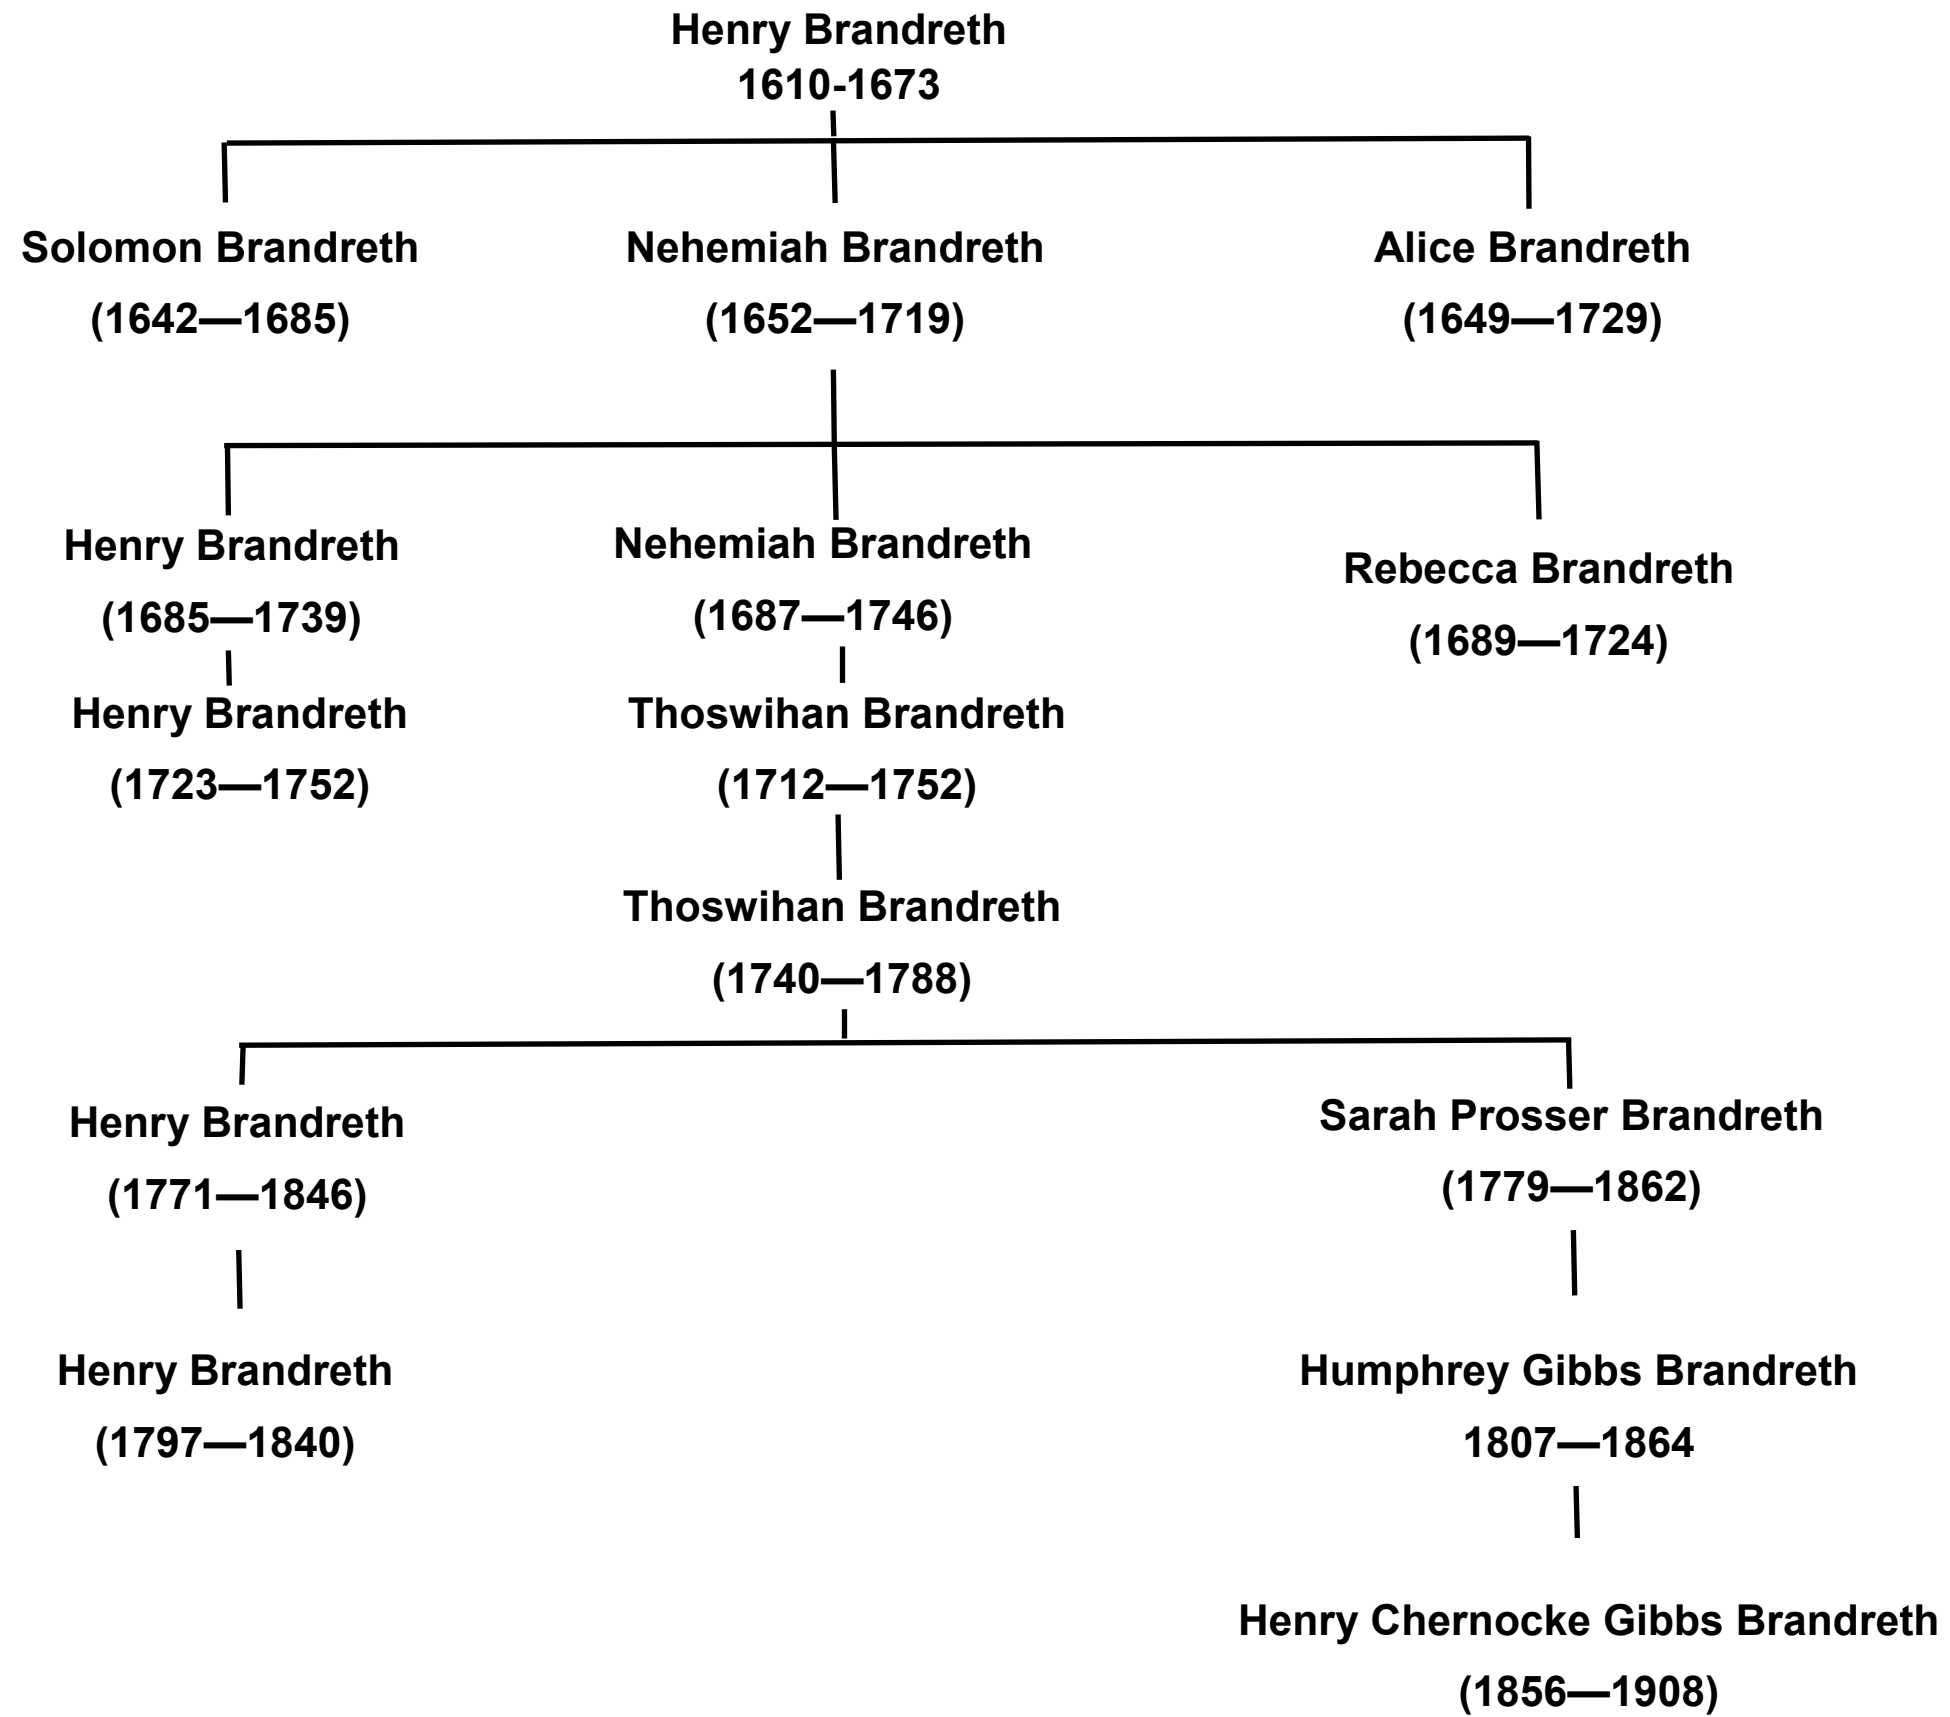 Henry Brandreth
1610-1673
Solomon Brandreth
(1642—1685)
Nehemiah Brandreth
(1652—1719)
Alice Brandreth
(1649—1729)
Henry Brandreth
(1685—1739)
Nehemiah Brandreth
(1687—1746)
Rebecca Brandreth
(1689—1724)
Henry Brandreth
(1723—1752)
Thoswihan Brandreth
(1712—1752)
Thoswihan Brandreth
(1740—1788)
Henry Brandreth
(1771—1846)
Sarah Prosser Brandreth
(1779—1862)
Henry Brandreth
(1797—1840)
Humphrey Gibbs Brandreth
1807—1864
Henry Chernocke Gibbs Brandreth
(1856—1908)